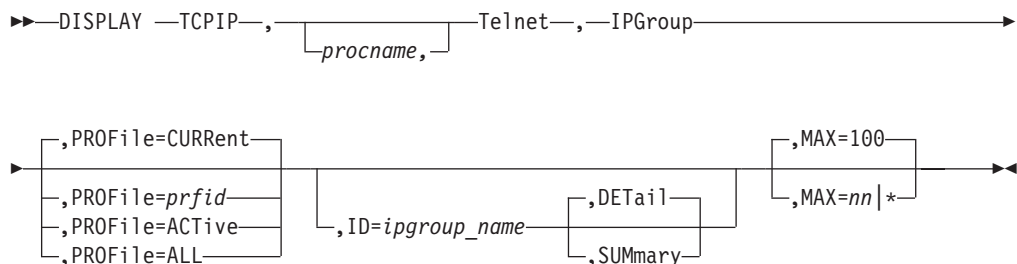 DISPLAY TCPIP , Telnet , IPGroup
procname,
,PROFile=CURRent ,MAX=100
,PROFile=prfid ,DETail ,MAX=nn|*
,PROFile=ACTive ,ID=ipgroup_name
,PROFile=ALL ,SUMmary